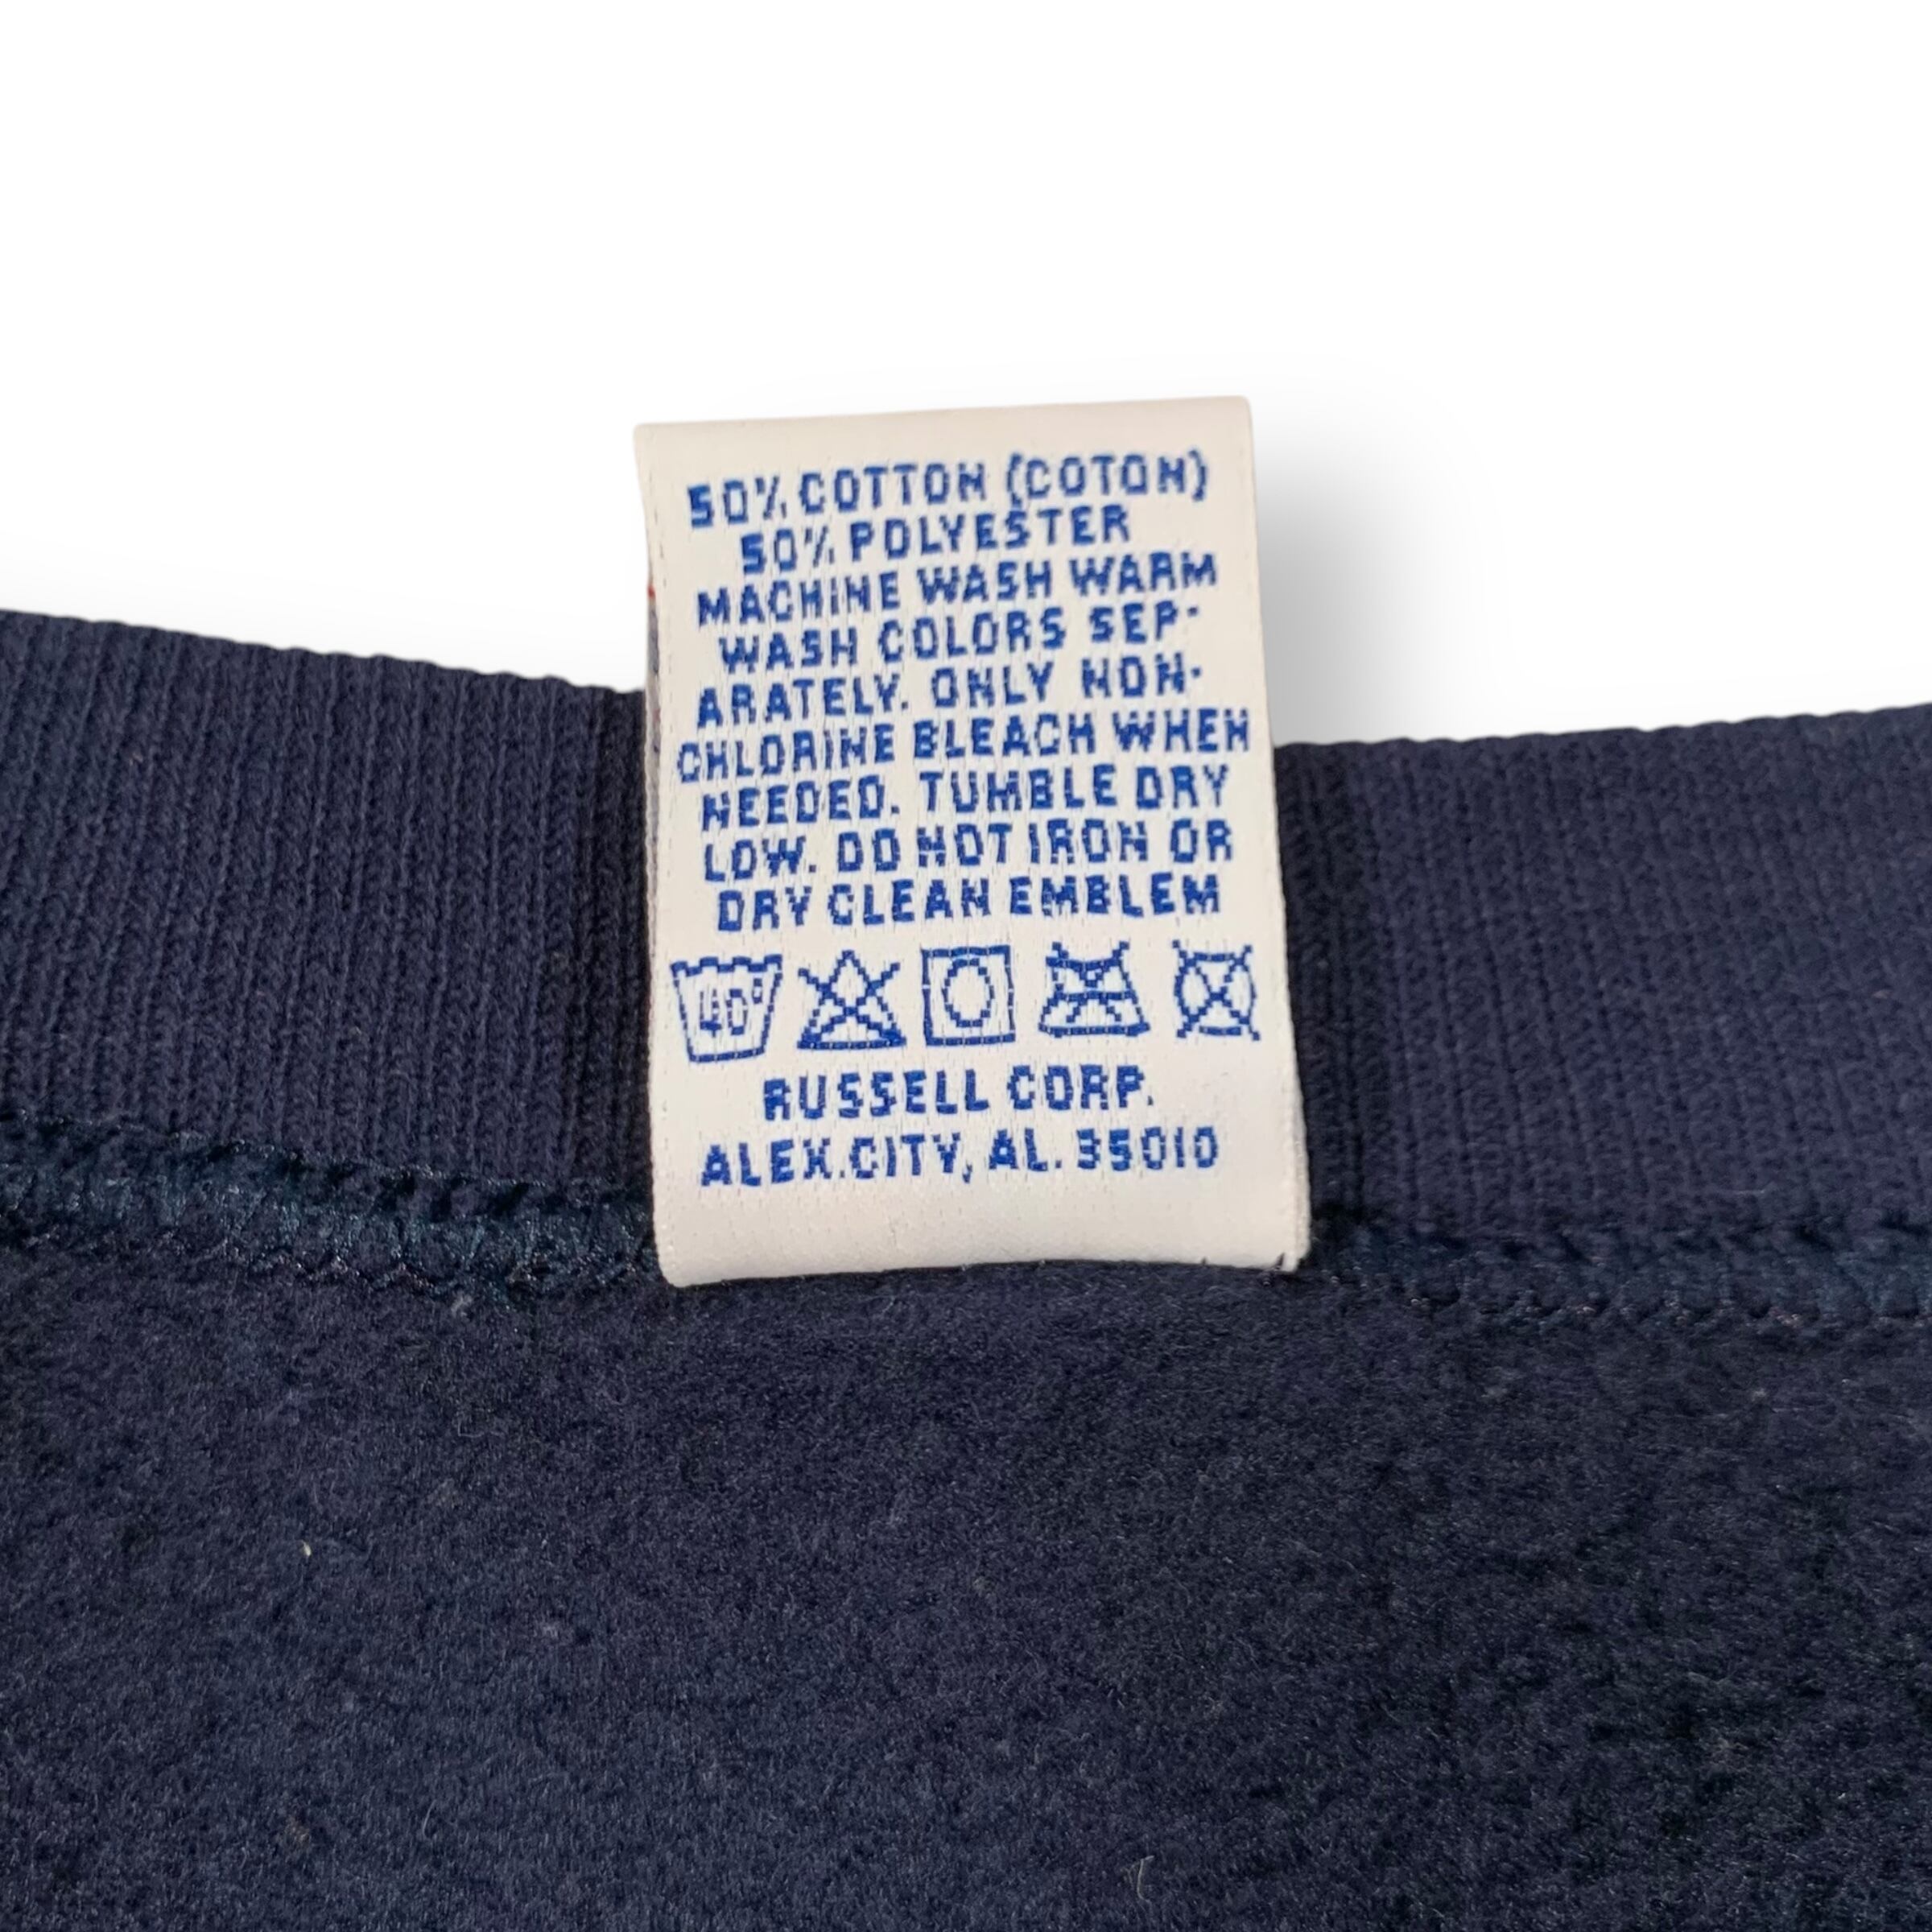 50% COTTON (COTON)
50% POLYESTER
MACHINE WASH WARM
WASH COLORS SEP-
ARATELY. ONLY NON-
CHLORINE BLEACH WHEN
NEEDED. TUMBLE DRY
LOW. DO NOT IRON OR
DRY CLEAN EMBLEM
40°
RUSSELL CORP.
ALEX.CITY, AL. 35010